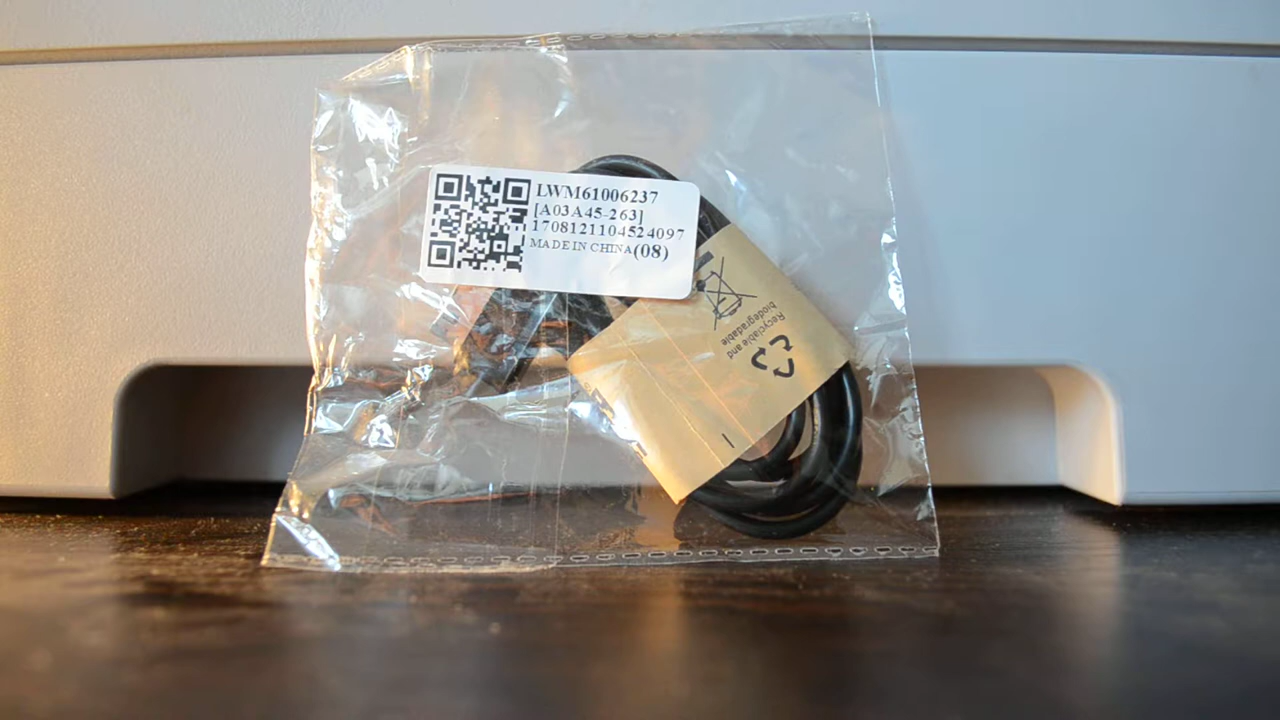 LWM61006237
[A03A45-263]
1708121104524097
MADE IN CHINA(08)
Recyclable and
biodegradable